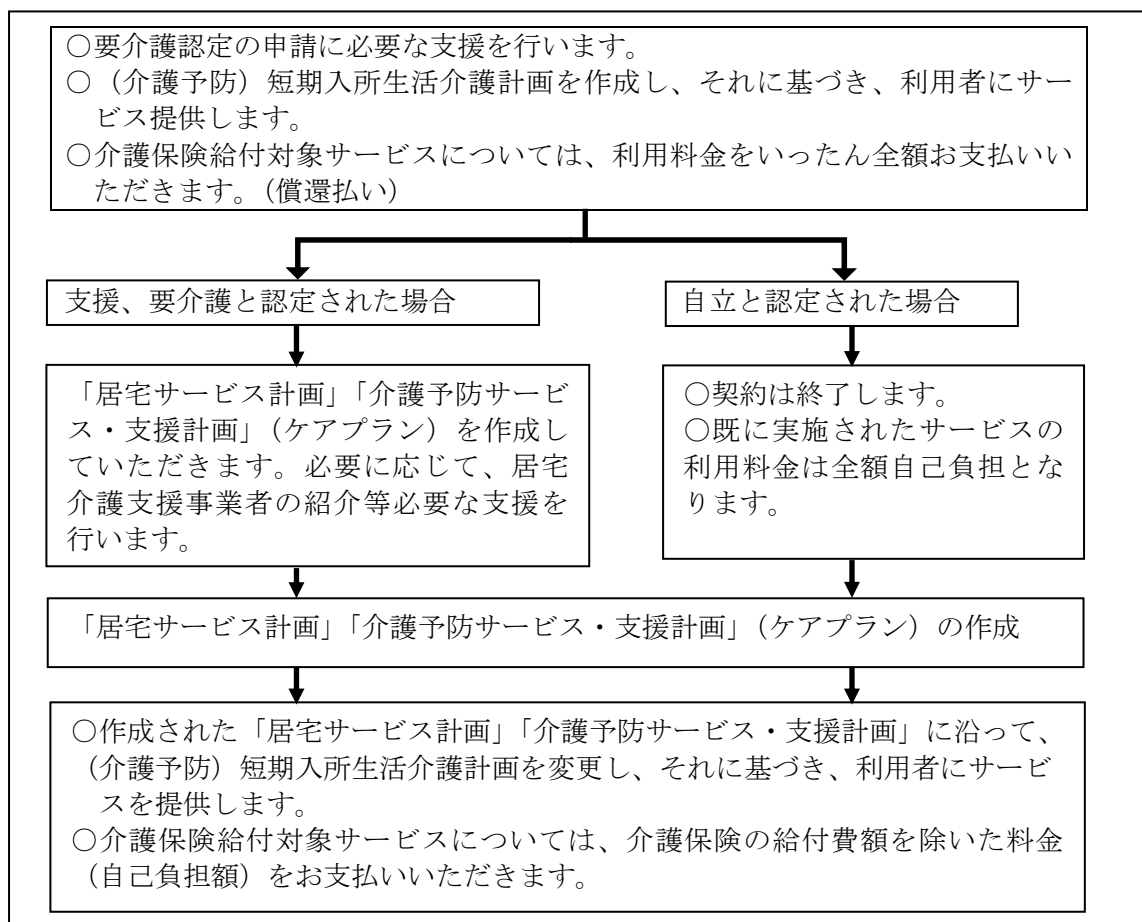 ○要介護認定の申請に必要な支援を行います。
○（介護予防）短期入所生活介護計画を作成し、それに基づき、利用者にサー
ビス提供します。
○介護保険給付対象サービスについては、利用料金をいったん全額お支払いい
ただきます。（償還払い）
支援、要介護と認定された場合
自立と認定された場合
「居宅サービス計画」「介護予防サービ
ス・支援計画」（ケアプラン）を作成し
ていただきます。必要に応じて、居宅
介護支援事業者の紹介等必要な支援を
行います。
○契約は終了します。
○既に実施されたサービスの
利用料金は全額自己負担とな
ります。
「居宅サービス計画」「介護予防サービス・支援計画」（ケアプラン）の作成
○作成された「居宅サービス計画」「介護予防サービス・支援計画」に沿って、
（介護予防）短期入所生活介護計画を変更し、それに基づき、利用者にサービ
スを提供します。
○介護保険給付対象サービスについては、介護保険の給付費額を除いた料金
（自己負担額）をお支払いいただきます。